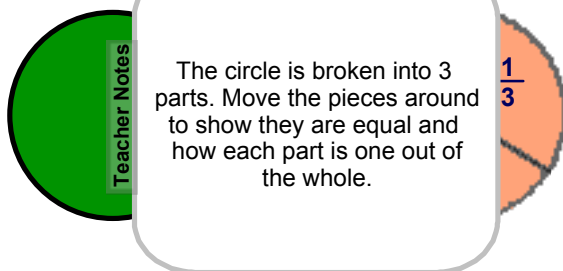 Teacher Notes
The circle is broken into 3
parts. Move the pieces around
to show they are equal and
how each part is one out of
the whole.
1
3